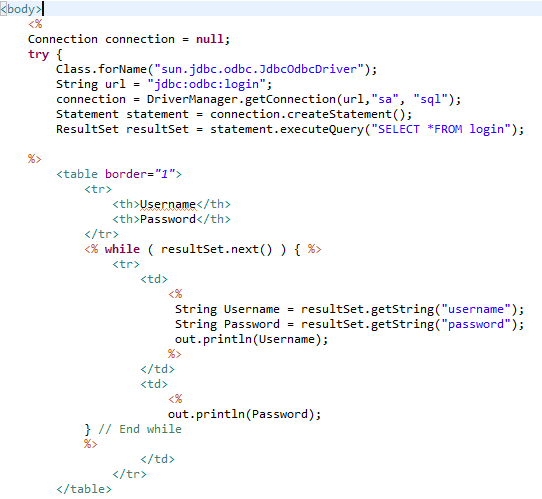 <body>
<%
Connection connection = null;
try {
Class.forName("sun.jdbc.odbc.JdbcOdbcDriver");
String url = "jdbc:odbc:login";
connection = DriverManager.getConnection(url,"sa", "sql");
Statement statement = connection.createStatement();
ResultSet resultSet = statement.executeQuery("SELECT *FROM login");
%>
<table border="1">
<tr>
<th>Username</th>
<th>Password</th>
</tr>
<% while ( resultSet.next() ) { %>
<tr>
<td>
<%
String Username = resultSet.getString("username");
String Password = resultSet.getString("password");
out.println(Username);
%>
</td>
<td>
<%
out.println(Password);
} // End while
%>
</td>
</tr>
</table>